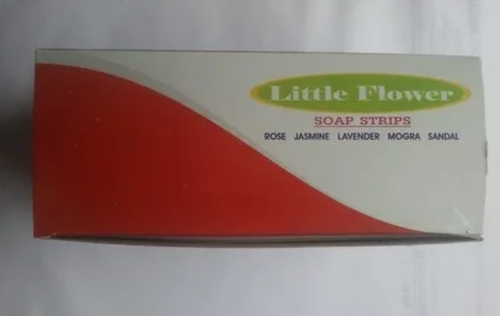 Little Flower
SOAP STRIPS
ROSE JASMINE LAVENDER MOGRA SANDAL